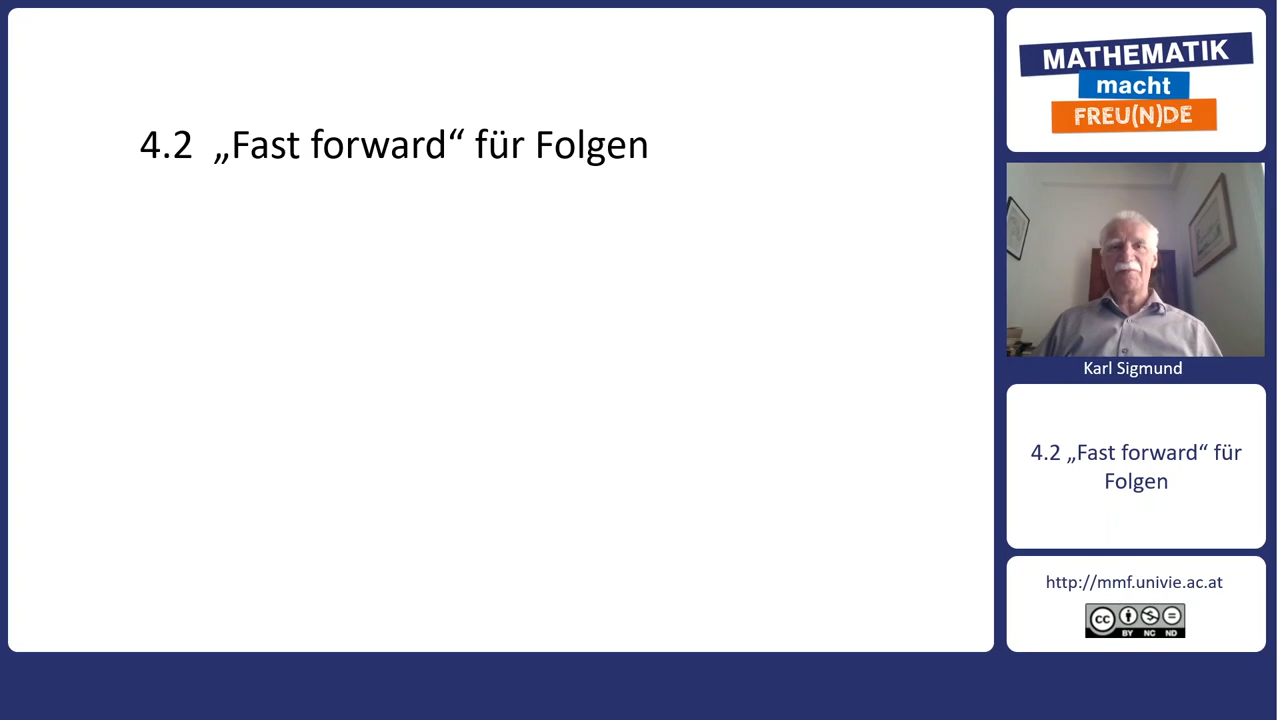 4.2 „Fast forward“ für Folgen
MATHEMATIK
macht
FREU(N)DE
Karl Sigmund
4.2 „Fast forward“ für
Folgen
http://mmf.univie.ac.at
CC
BY NC ND